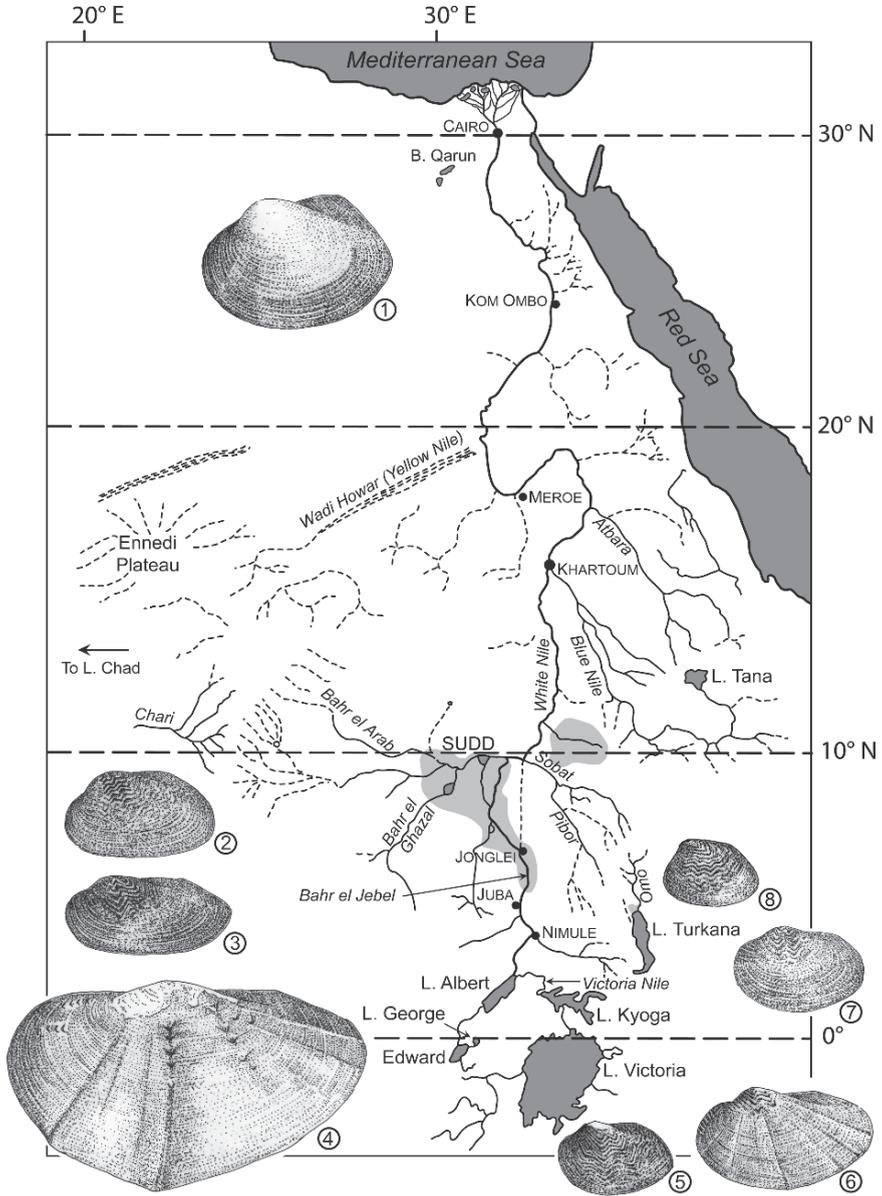 20° E
30° E
Mediterranean Sea
CAIRO
30° N
B. Qarun
1
KOM OMBO
Red Sea
20° N
Wadi Howar (Yellow Nile)
MEROE
Ennedi
Plateau
Atbara
KHARTOUM
To L. Chad
White Nile
Blue Nile
L. Tana
Chari
Bahr el Arab
SUDD
10° N
Sobat
2
Bahr el
Ghazal
Pibor
JONGLEI
Omo
8
Bahr el Jebel
JUBA
3
NIMULE
L. Turkana
L. Albert
Victoria Nile
7
L. George
L. Kyoga
0°
Edward
L. Victoria
4
5
6